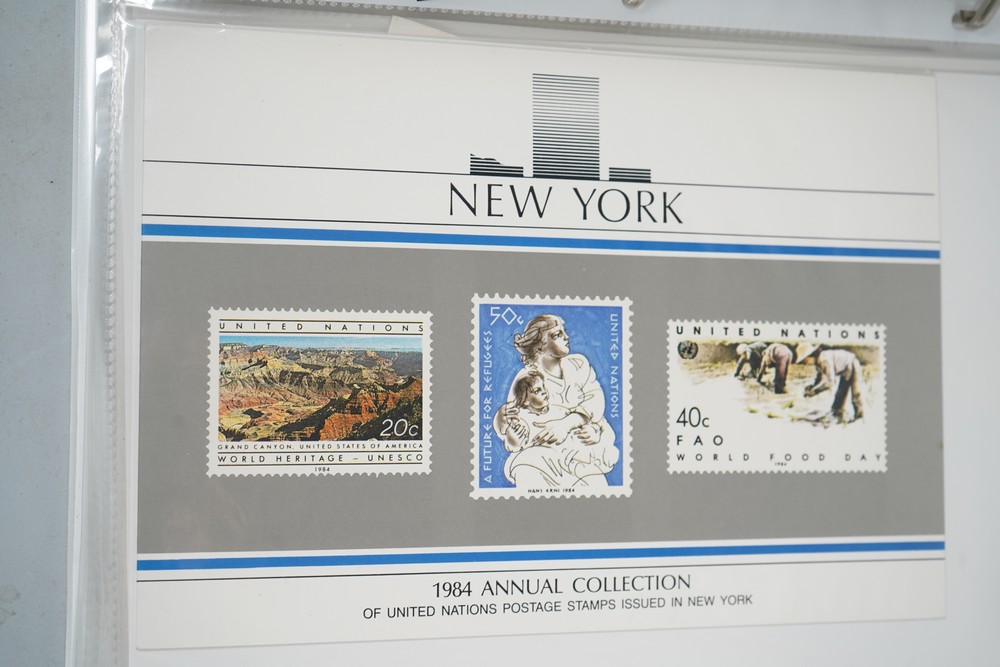 NEW YORK
UNITED NATIONS
20c
GRAND CANYON, UNITED STATES OF AMERICA
WORLD HERITAGE – UNESCO
1984
50c
A FUTURE FOR REFUGEES
UNITED NATIONS
HANS ERNI 1984
UNITED NATIONS
40c
FAO
WORLD FOOD DAY
1984
1984 ANNUAL COLLECTION
OF UNITED NATIONS POSTAGE STAMPS ISSUED IN NEW YORK